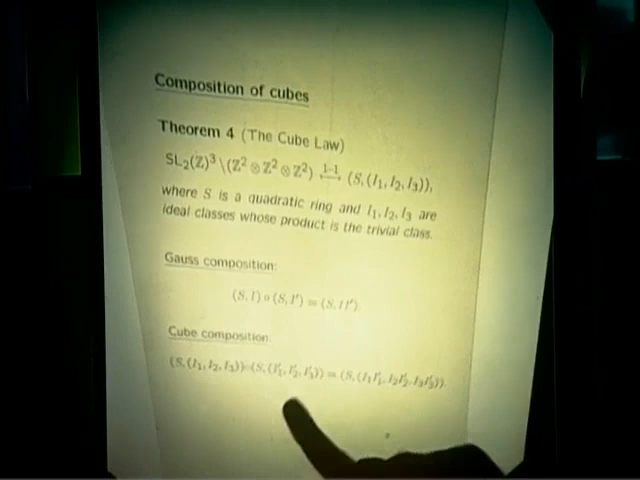 Composition of cubes
Theorem 4 (The Cube Law)
SL₂(ℤ)³\(ℤ² ⊗ ℤ² ⊗ ℤ²) ⟷¹⁻¹ (S, (I₁, I₂, I₃)),
where S is a quadratic ring and I₁, I₂, I₃ are
ideal classes whose product is the trivial class.
Gauss composition:
(S, I) ∘ (S, I′) = (S, II′)
Cube composition:
(S, (I₁, I₂, I₃))∘(S, (I′₁, I′₂, I′₃)) = (S, (I₁I′₁, I₂I′₂, I₃I′₃)).